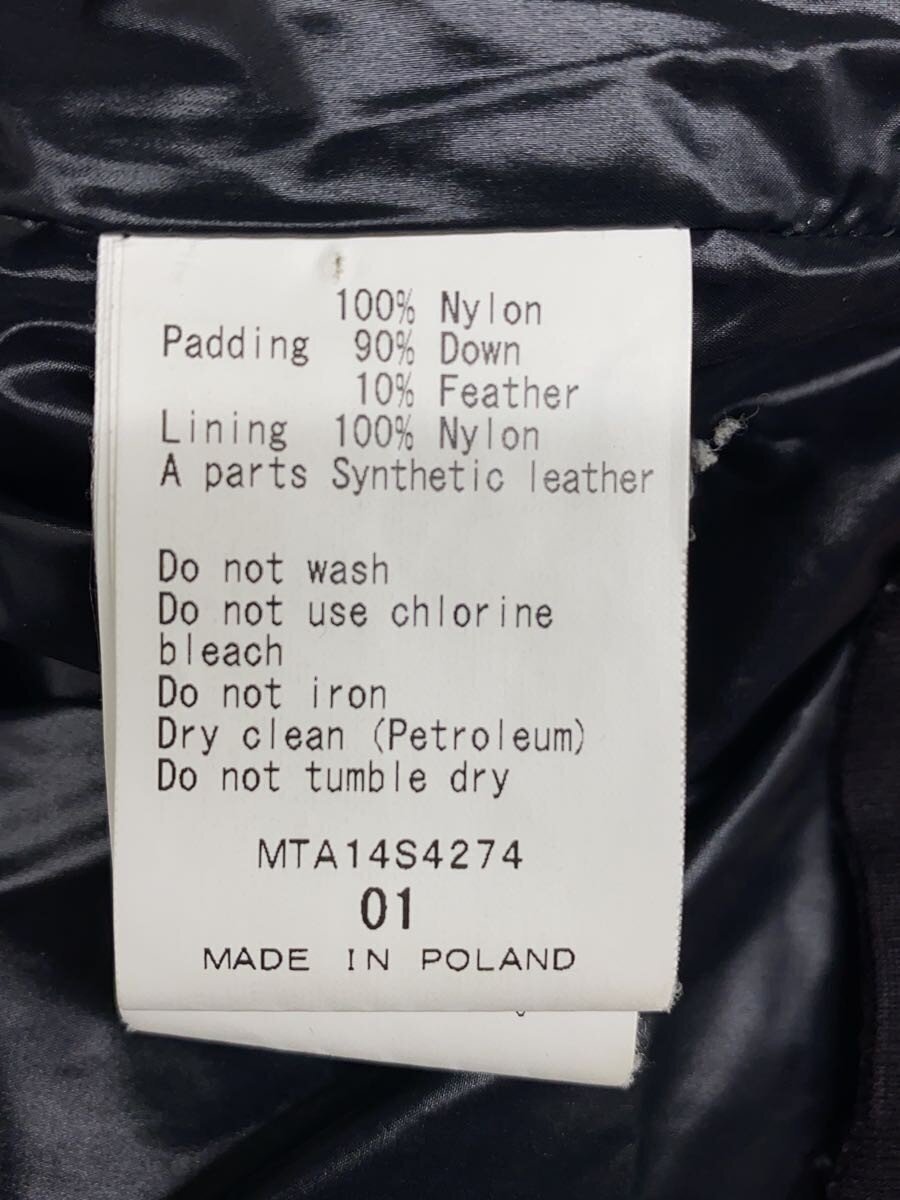 100% Nylon
Padding 90% Down
10% Feather
Lining 100% Nylon
A parts Synthetic leather
Do not wash
Do not use chlorine
bleach
Do not iron
Dry clean (Petroleum)
Do not tumble dry
MTA14S4274
01
MADE IN POLAND